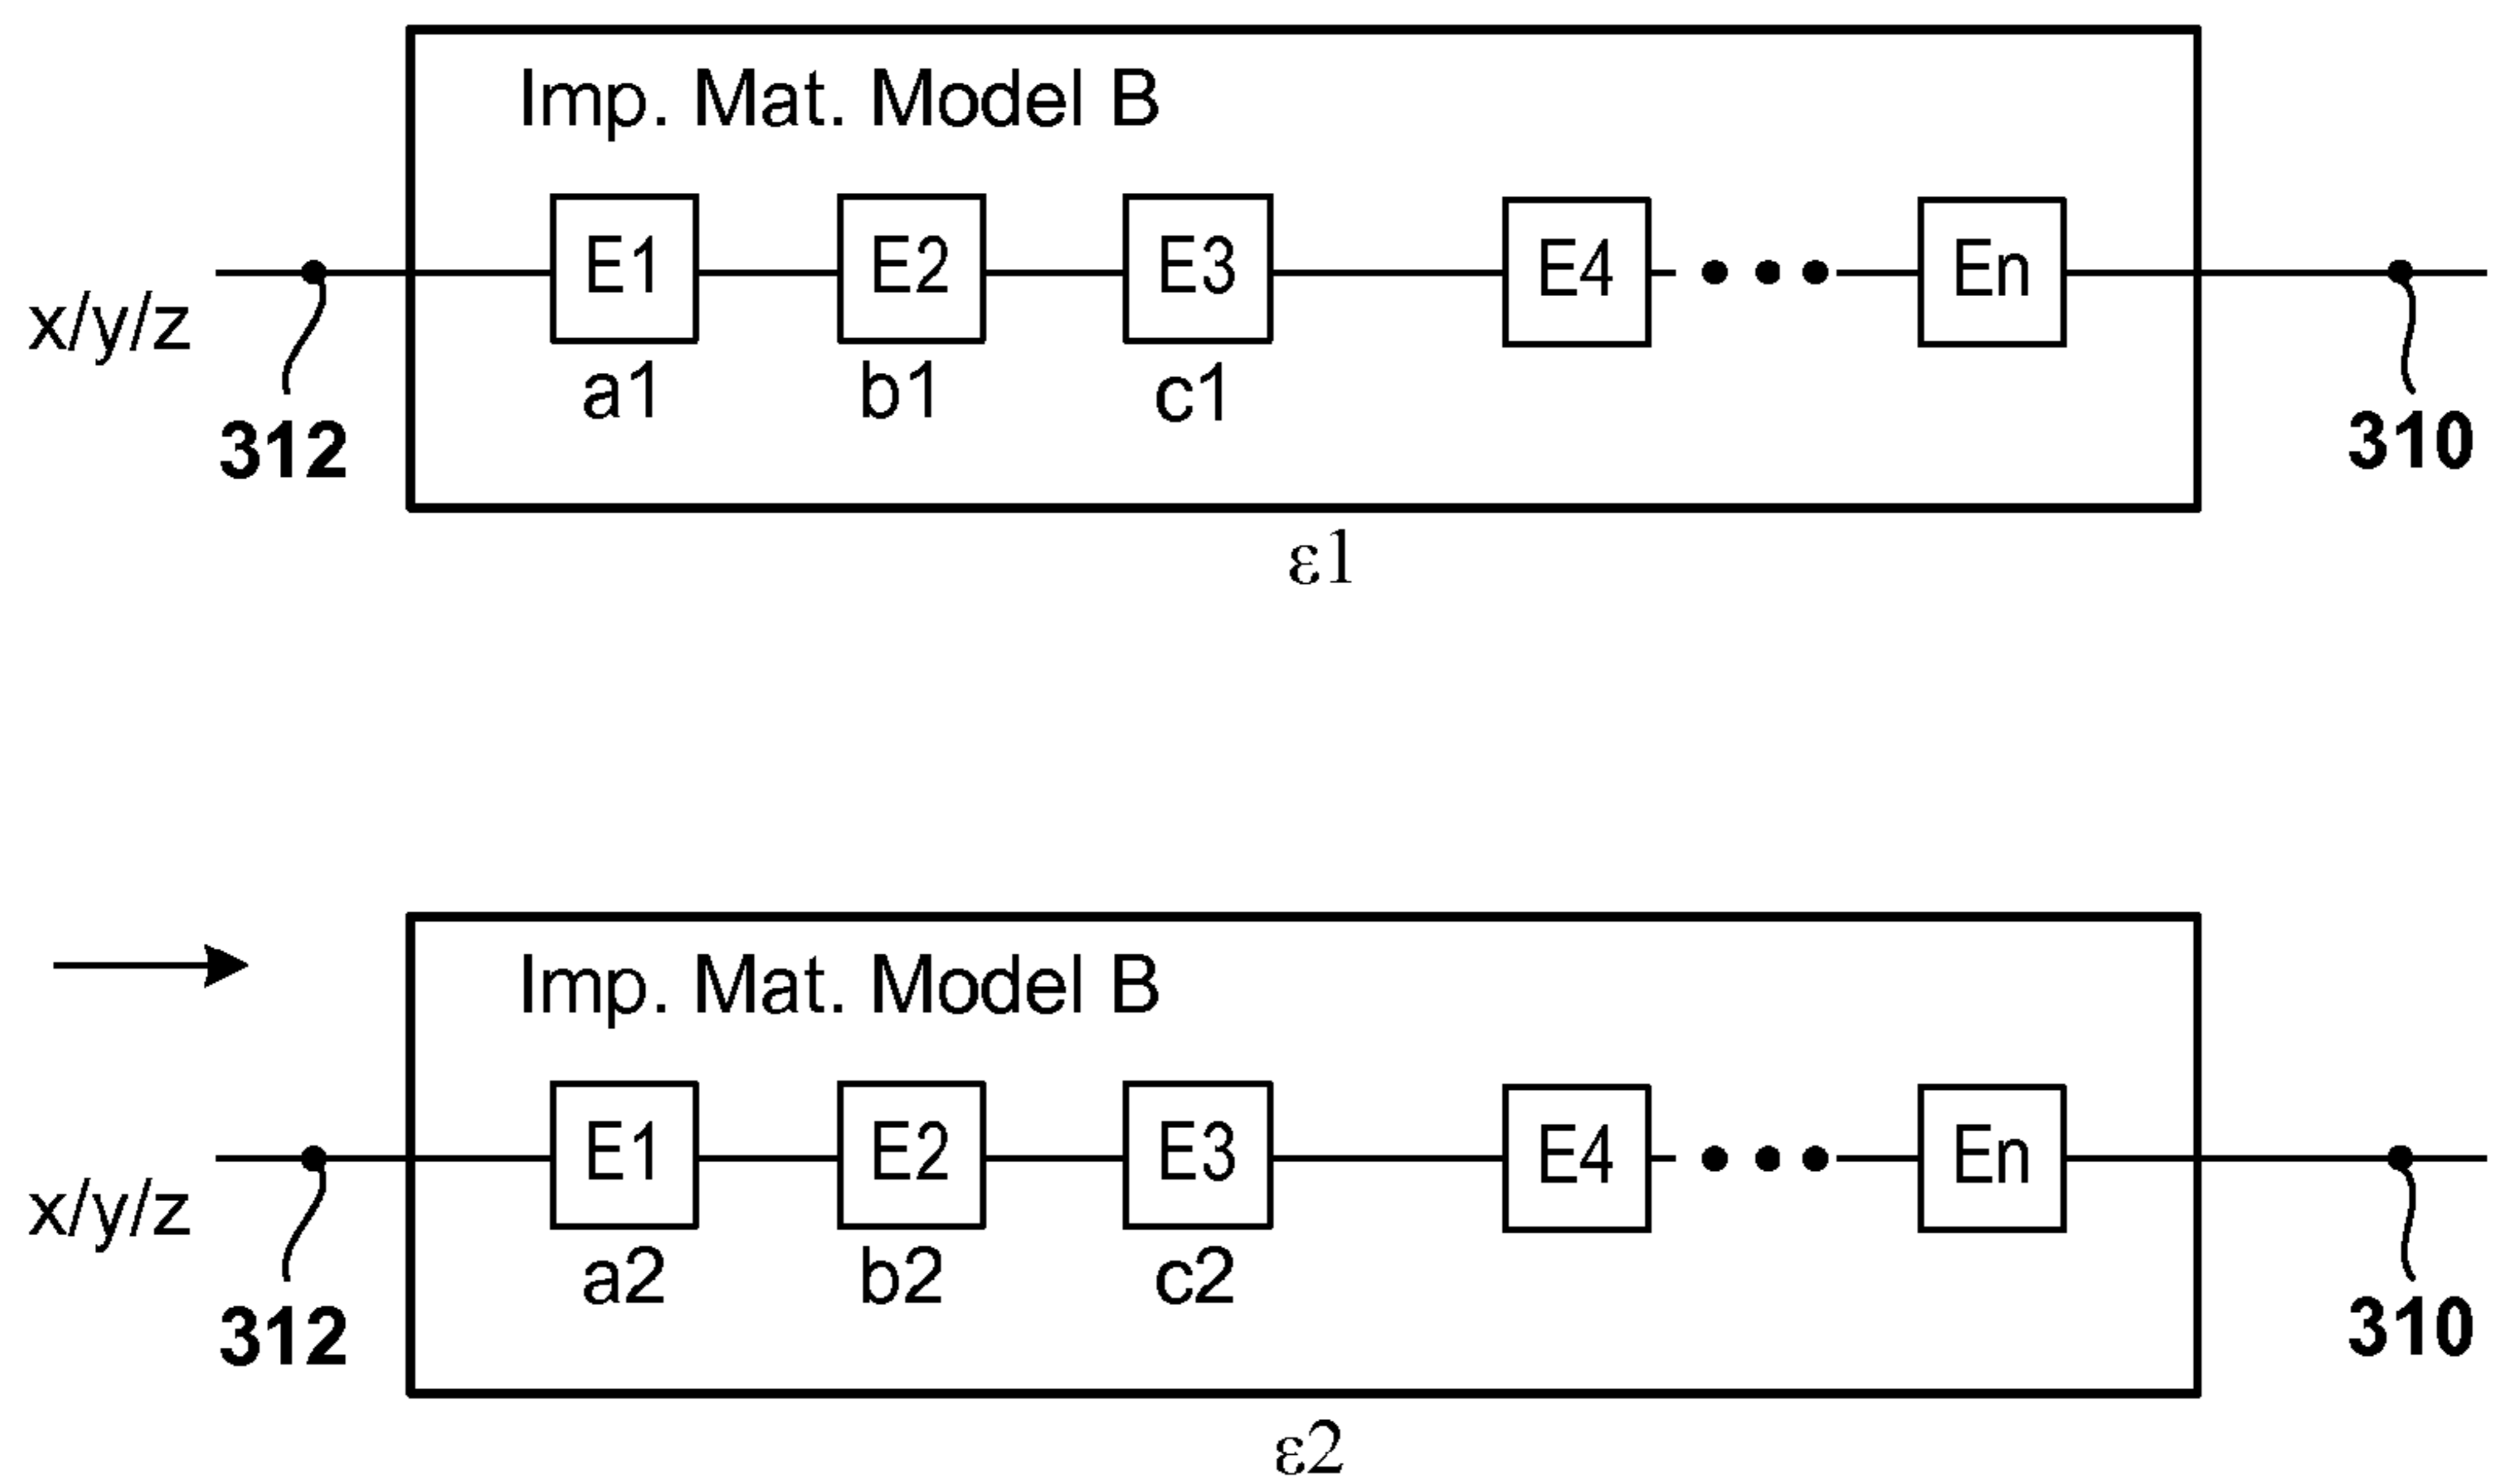 Imp. Mat. Model B
E1 E2 E3 E4 En
x/y/z
a1 b1 c1
312 310
ε1
Imp. Mat. Model B
E1 E2 E3 E4 En
x/y/z
a2 b2 c2
312 310
ε2